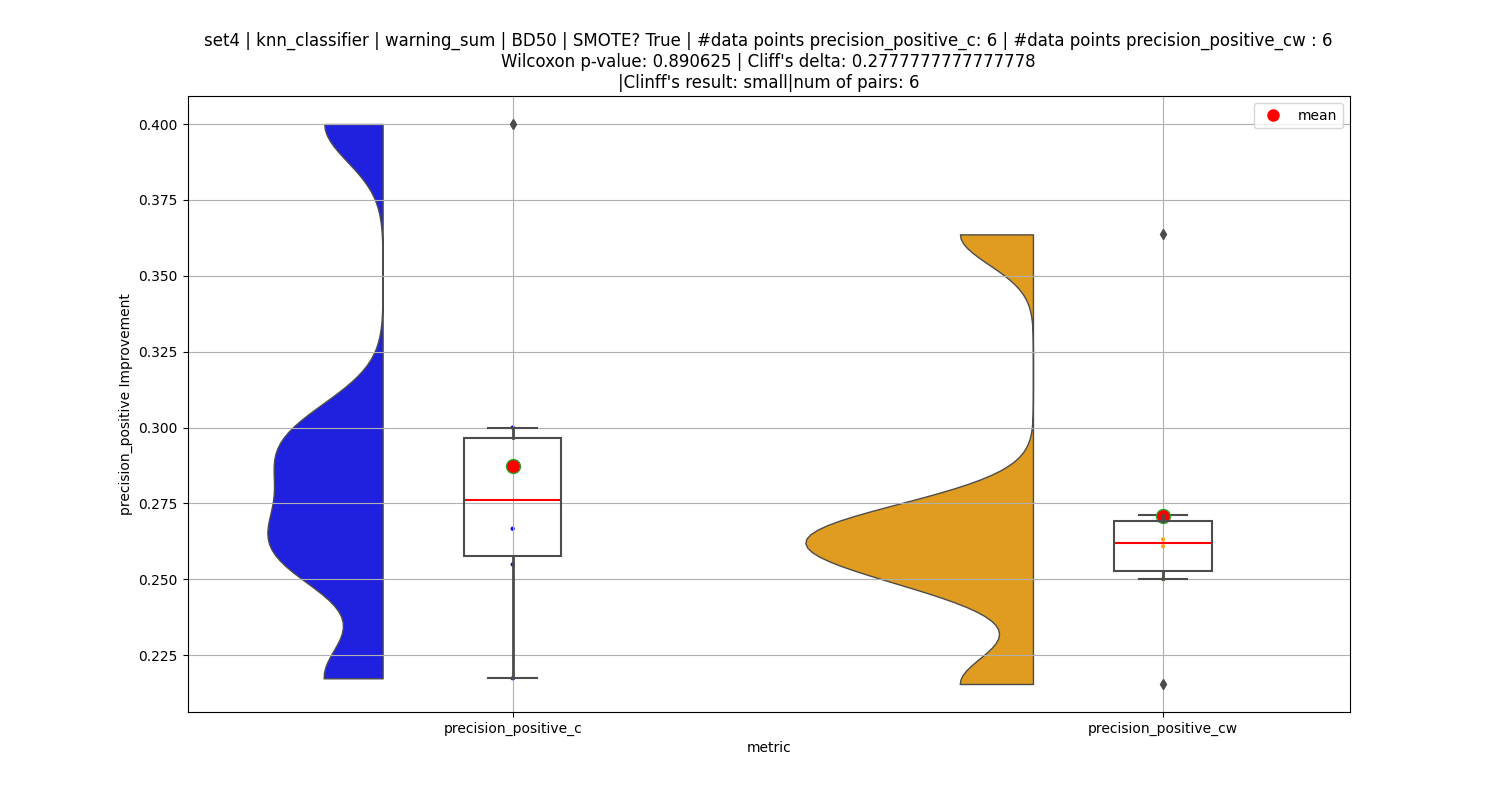 set4 | knn_classifier | warning_sum | BD50 | SMOTE? True | #data points precision_positive_c: 6 | #data points precision_positive_cw : 6
Wilcoxon p-value: 0.890625 | Cliff's delta: 0.2777777777777778
|Clinff's result: small|num of pairs: 6
mean
0.400
0.375
0.350
0.325
0.300
0.275
0.250
0.225
precision_positive Improvement
precision_positive_c
precision_positive_cw
metric